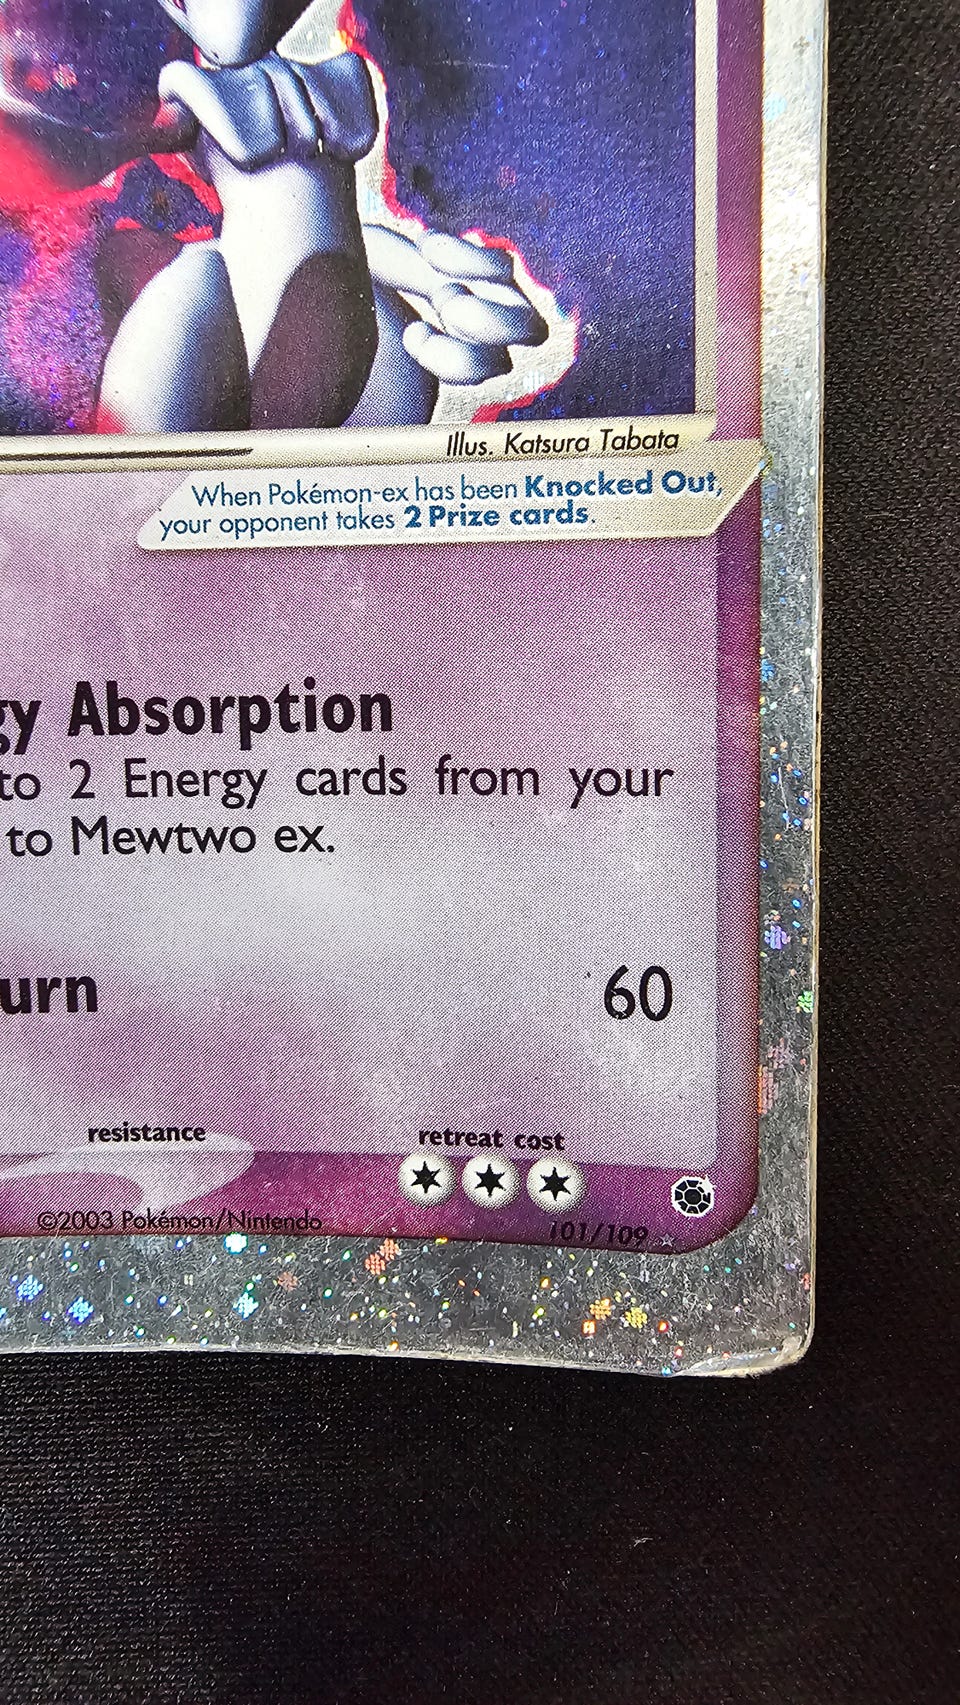 Illus. Katsura Tabata
When Pokémon-ex has been Knocked Out,
your opponent takes 2 Prize cards.
gy Absorption
to 2 Energy cards from your
to Mewtwo ex.
urn 60
resistance retreat cost
©2003 Pokémon/Nintendo 101/109